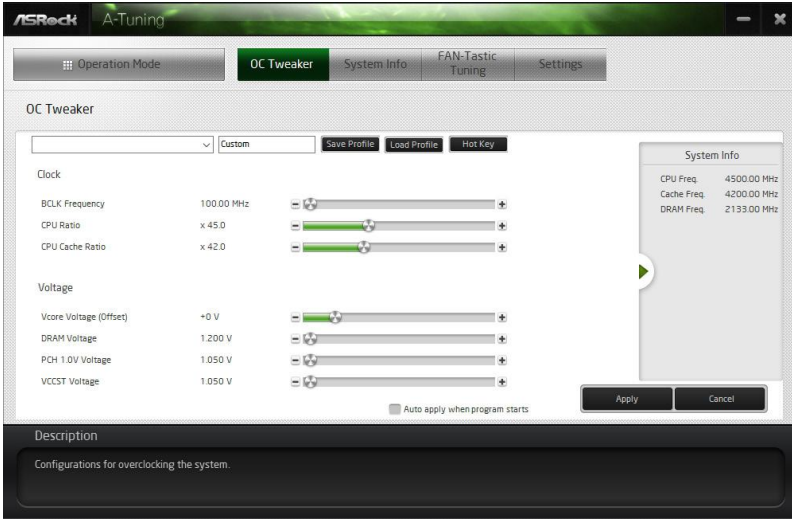 ASRock A-Tuning
Operation Mode OC Tweaker System Info FAN-Tastic Tuning Settings
OC Tweaker
Custom Save Profile Load Profile Hot Key
Clock
BCLK Frequency 100.00 MHz
CPU Ratio x 45.0
CPU Cache Ratio x 42.0
Voltage
Vcore Voltage (Offset) +0 V
DRAM Voltage 1.200 V
PCH 1.0V Voltage 1.050 V
VCCST Voltage 1.050 V
Auto apply when program starts
System Info
CPU Freq. 4500.00 MHz
Cache Freq. 4200.00 MHz
DRAM Freq. 2133.00 MHz
Apply Cancel
Description
Configurations for overclocking the system.